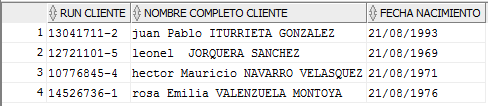 RUN CLIENTE NOMBRE COMPLETO CLIENTE FECHA NACIMIENTO
1 13041711-2 juan Pablo ITURRIETA GONZALEZ 21/08/1993
2 12721101-5 leonel  JORQUERA SANCHEZ 21/08/1969
3 10776845-4 hector Mauricio NAVARRO VELASQUEZ 21/08/1971
4 14526736-1 rosa Emilia VALENZUELA MONTOYA 21/08/1976